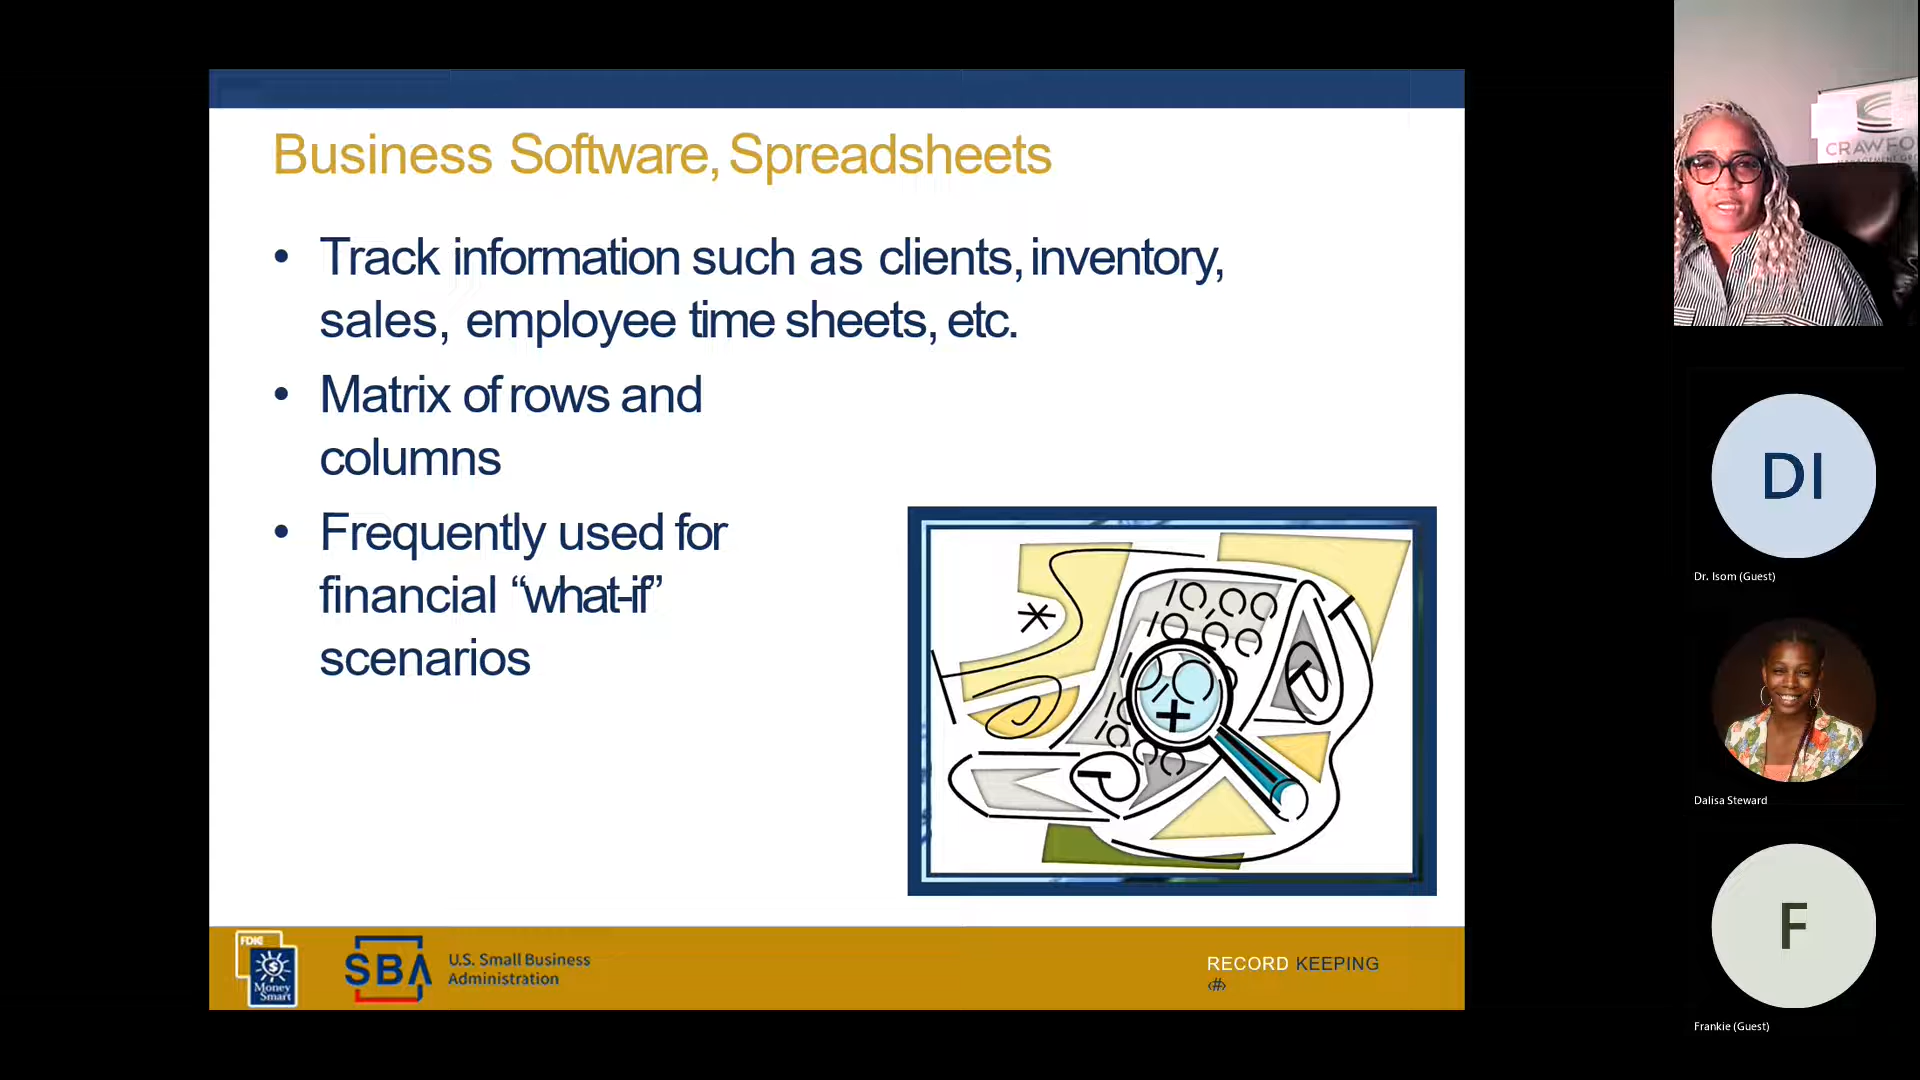 Business Software, Spreadsheets
• Track information such as clients, inventory,
sales, employee time sheets, etc.
• Matrix of rows and
columns
• Frequently used for
financial “what-if”
scenarios
FDIC
Money
Smart
SBA
U.S. Small Business
Administration
RECORD KEEPING
‹#›
CRAWFO
DI
Dr. Isom (Guest)
Dalisa Steward
F
Frankie (Guest)